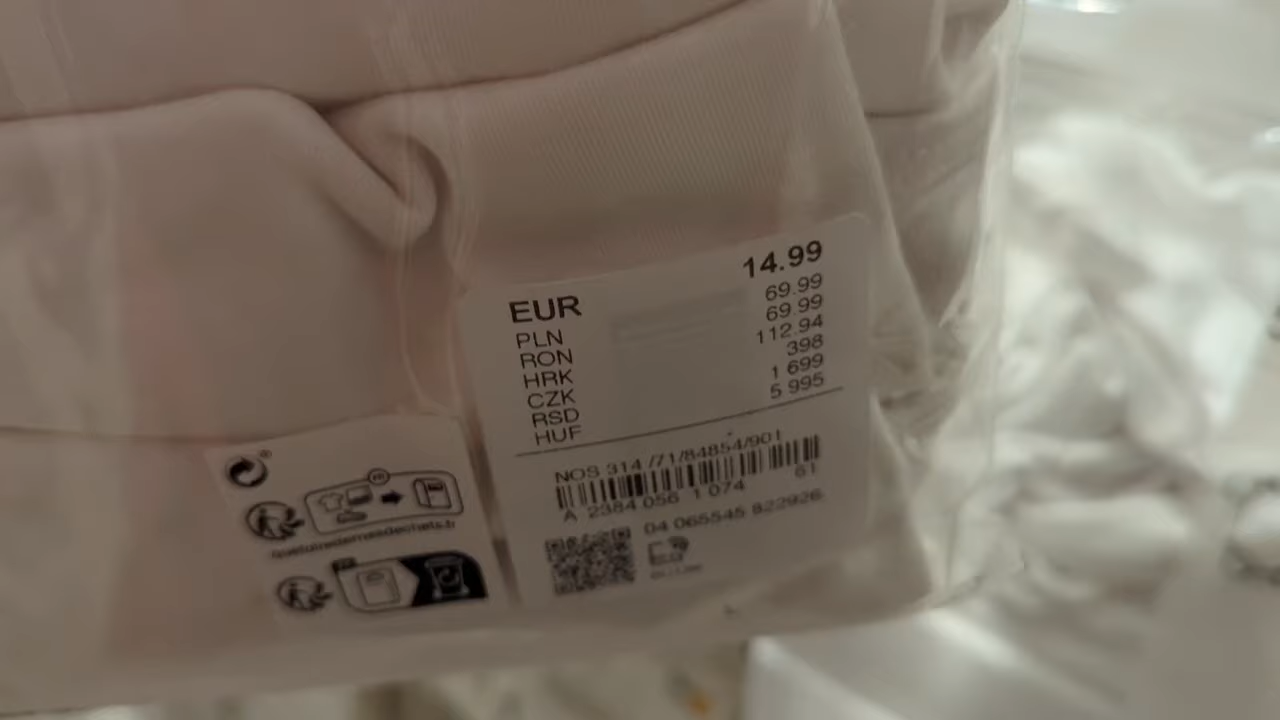 EUR 14.99
PLN 69.99
RON 69.99
HRK 112.94
CZK 398
RSD 1 699
HUF 5 995
NOS 314 /71/84854/901
61
A 2384 056 1 074
04 065545 822926